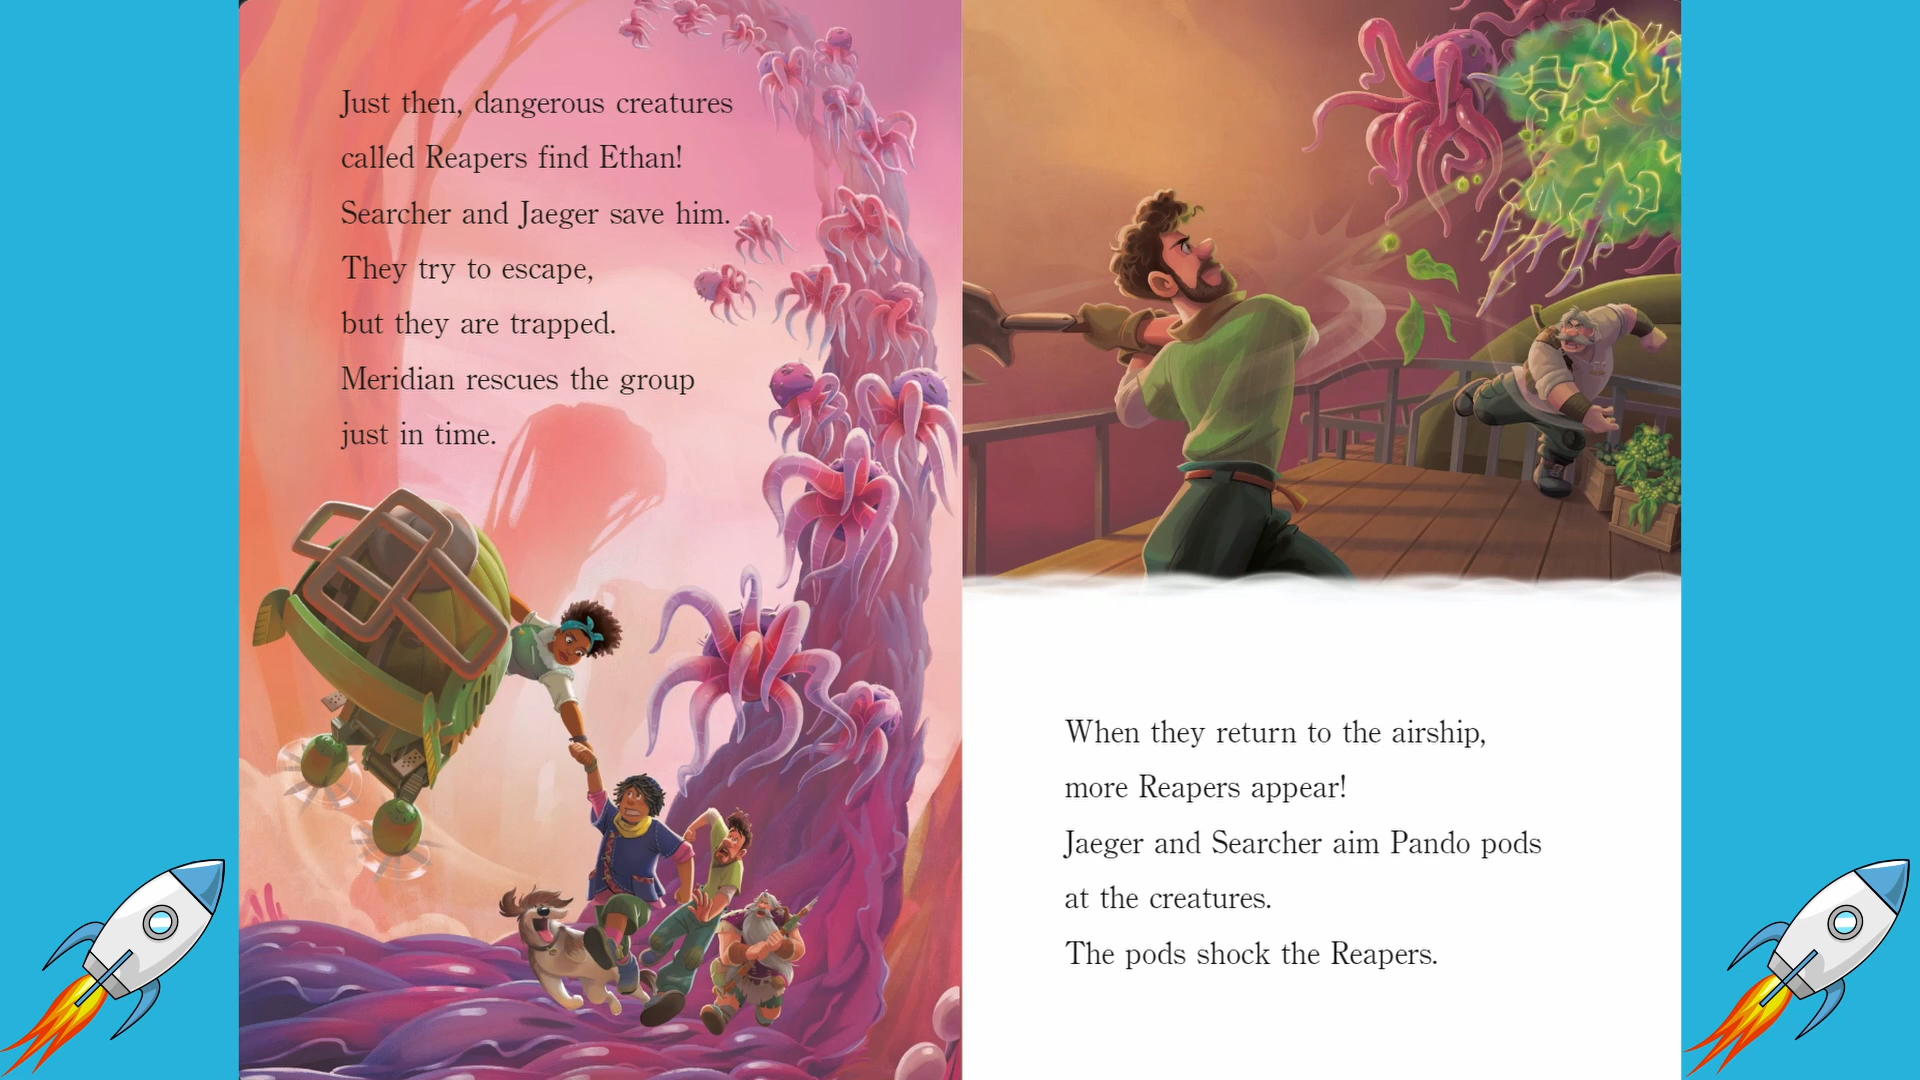 Just then, dangerous creatures
called Reapers find Ethan!
Searcher and Jaeger save him.
They try to escape,
but they are trapped.
Meridian rescues the group
just in time.
When they return to the airship,
more Reapers appear!
Jaeger and Searcher aim Pando pods
at the creatures.
The pods shock the Reapers.